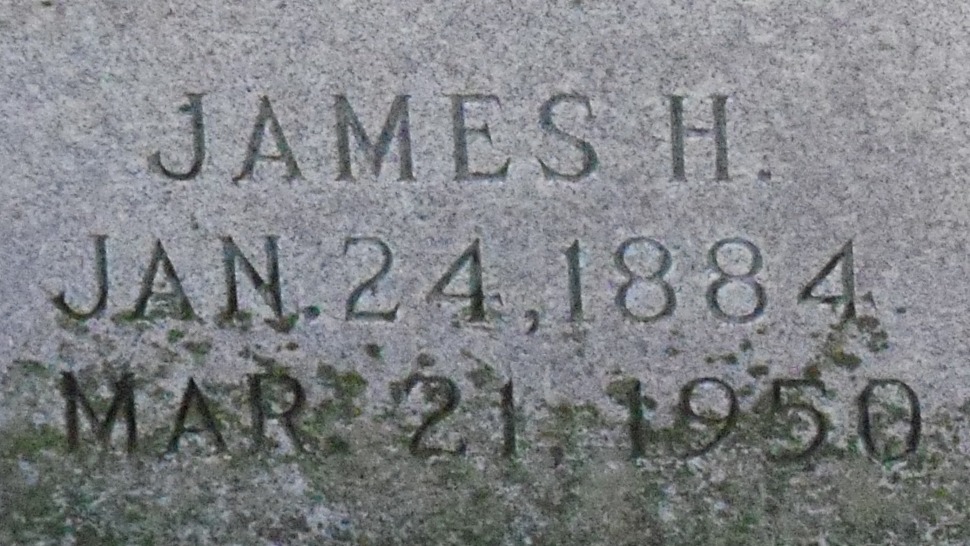 JAMES H.
JAN. 24, 1884.
MAR 21 1950